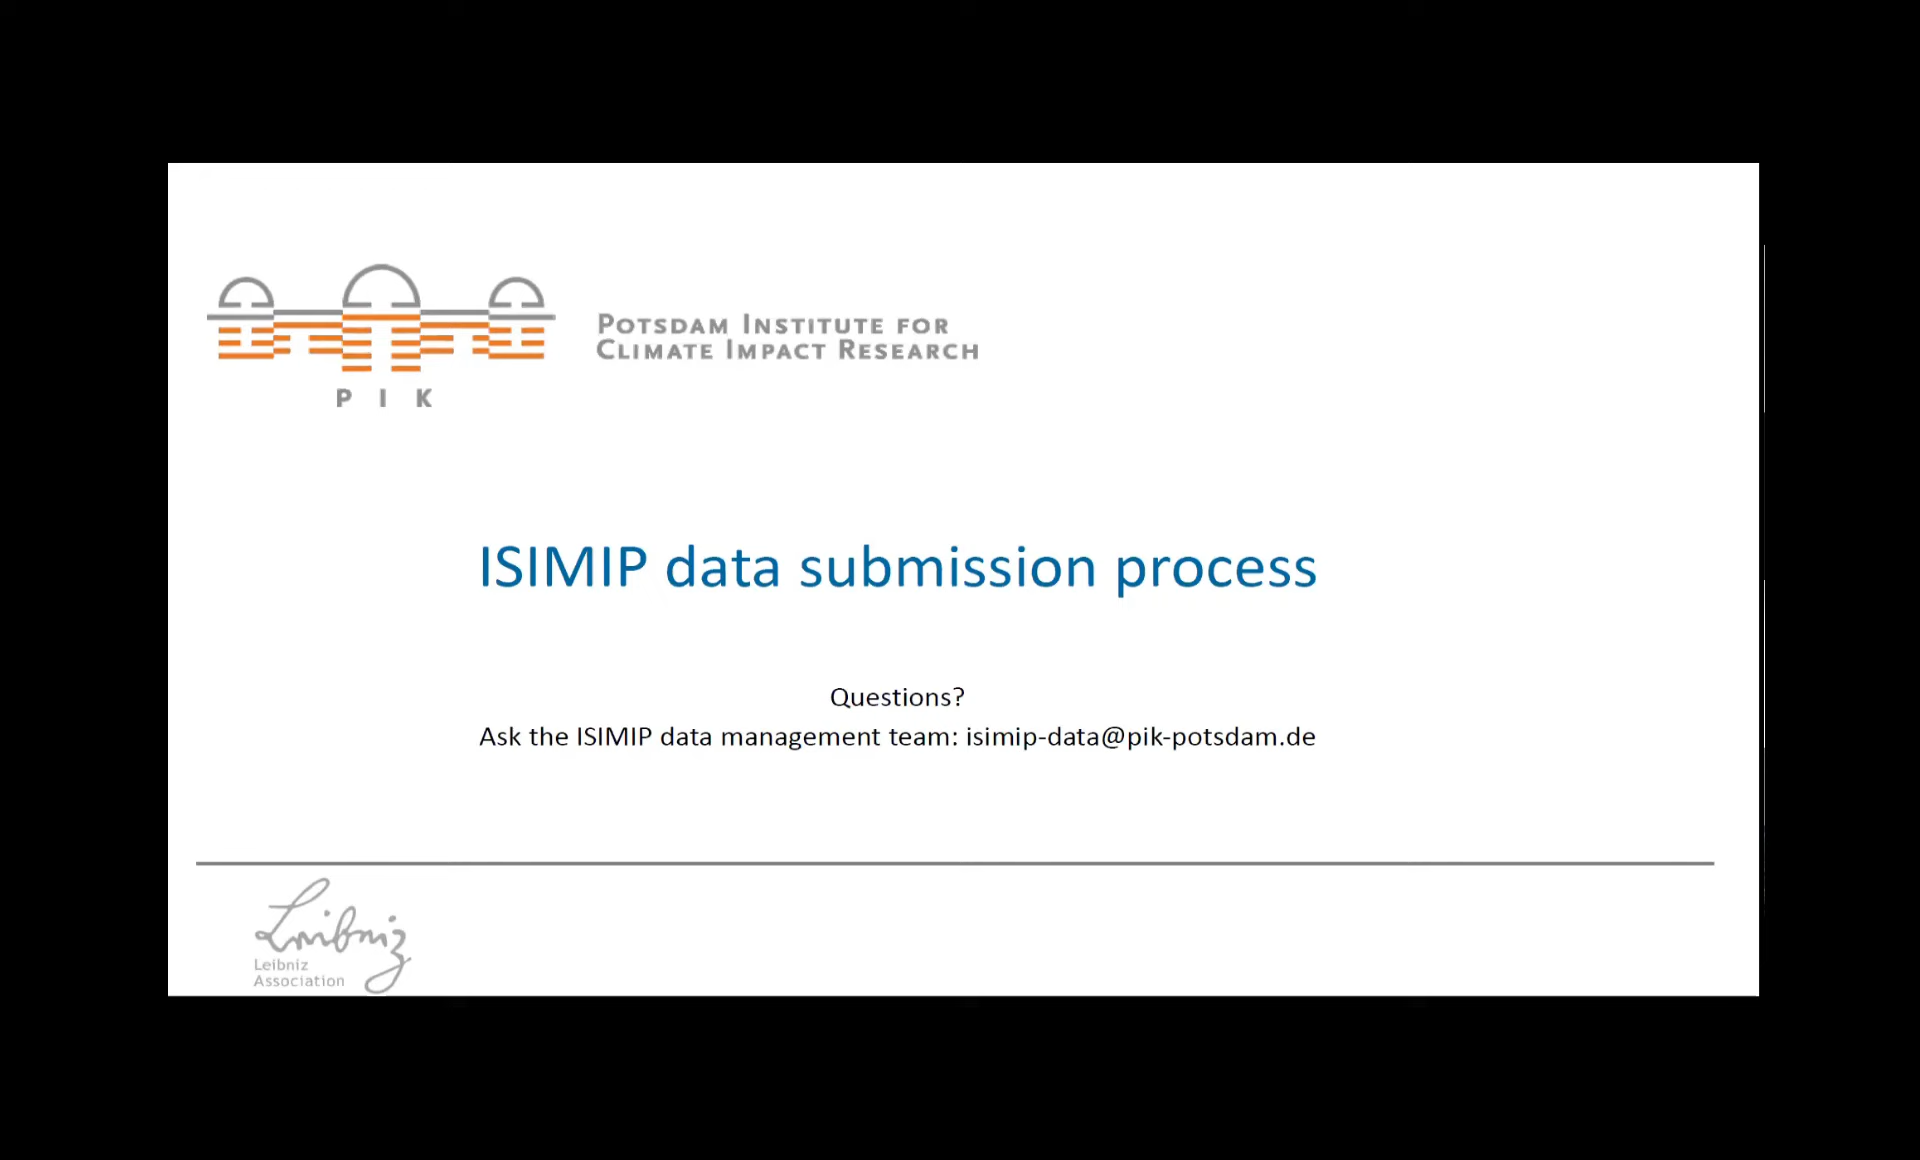 POTSDAM INSTITUTE FOR
CLIMATE IMPACT RESEARCH
P I K
ISIMIP data submission process
Questions?
Ask the ISIMIP data management team: isimip-data@pik-potsdam.de
Leibniz
Leibniz
Association